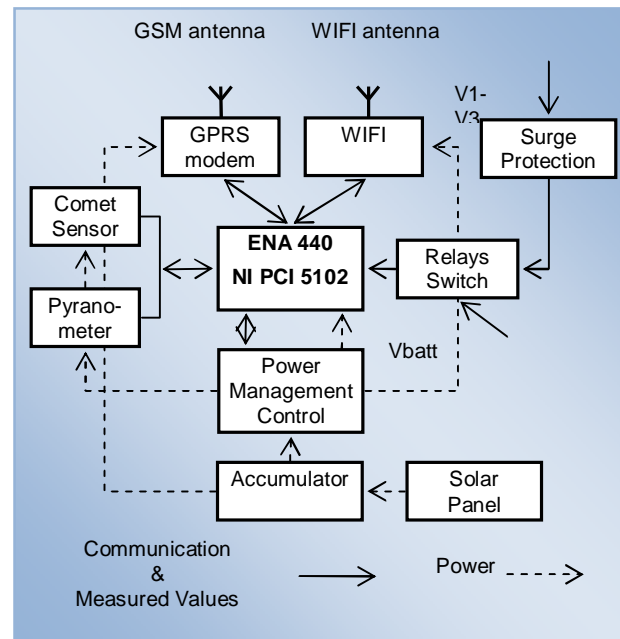 GSM antenna
WIFI antenna
V1-
V3
GPRS
modem
WIFI
Surge
Protection
Comet
Sensor
ENA 440
NI PCI 5102
Relays
Switch
Pyrano-
meter
Vbatt
Power
Management
Control
Accumulator
Solar
Panel
Communication
&
Measured Values
Power